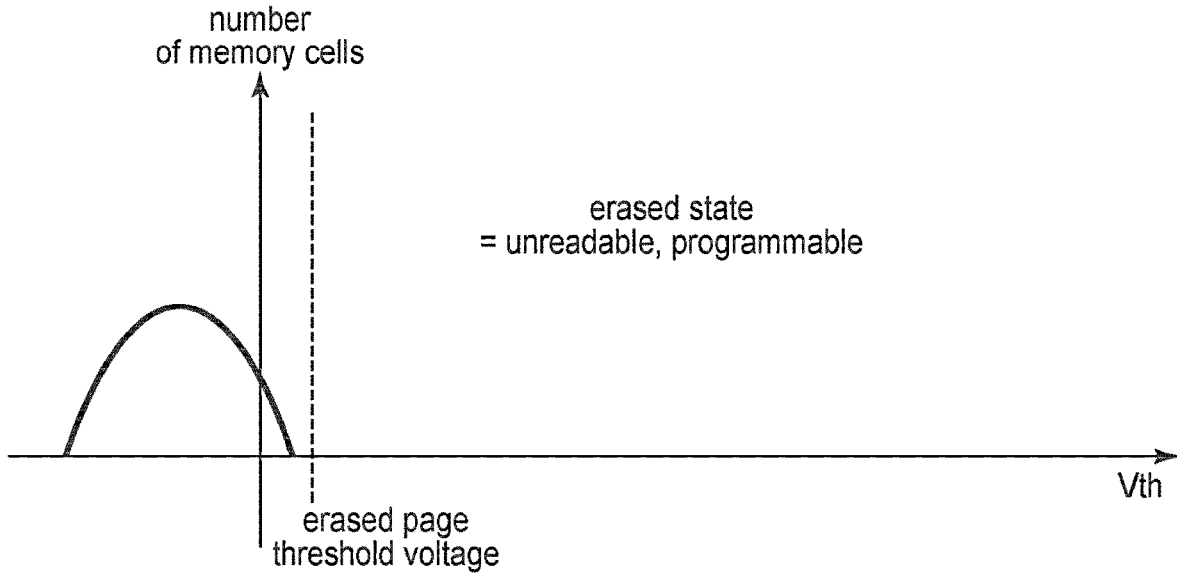 number
of memory cells
erased state
= unreadable, programmable
Vth
erased page
threshold voltage